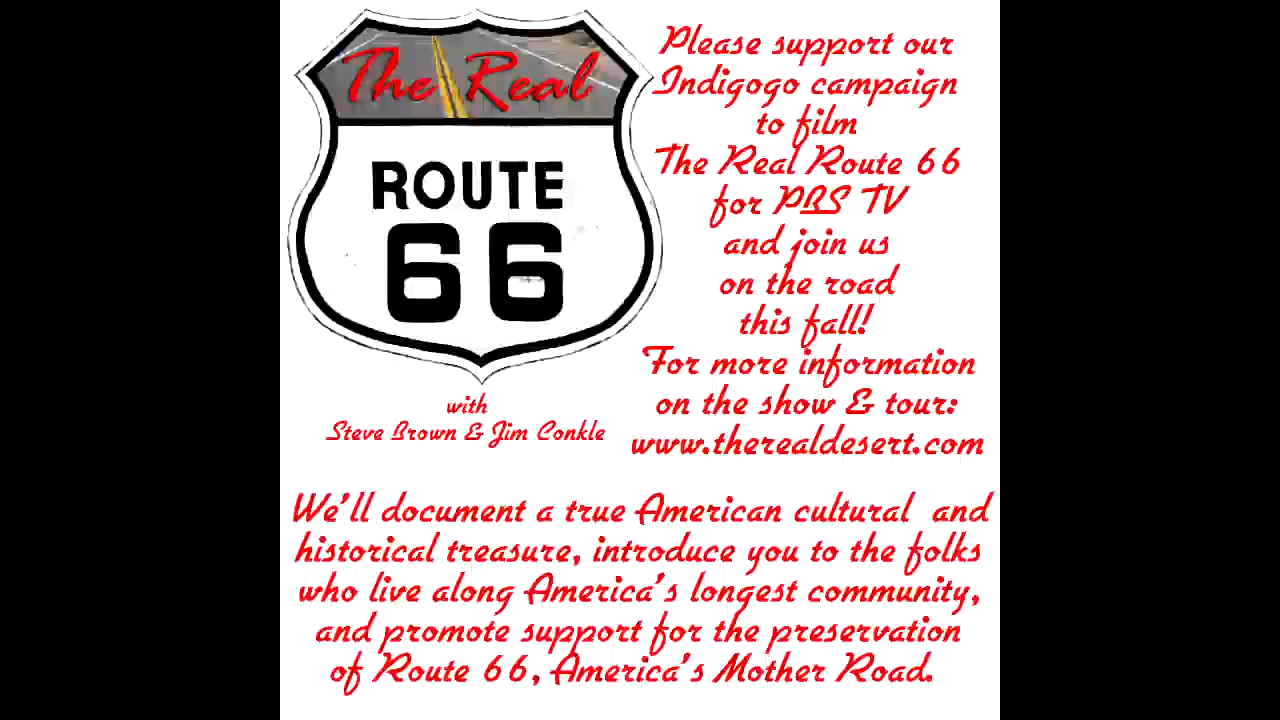 The Real
ROUTE
66
with
Steve Brown & Jim Conkle
Please support our
Indigogo campaign
to film
The Real Route 66
for PBS TV
and join us
on the road
this fall!
For more information
on the show & tour:
www.therealdesert.com
We'll document a true American cultural and
historical treasure, introduce you to the folks
who live along America's longest community,
and promote support for the preservation
of Route 66, America's Mother Road.